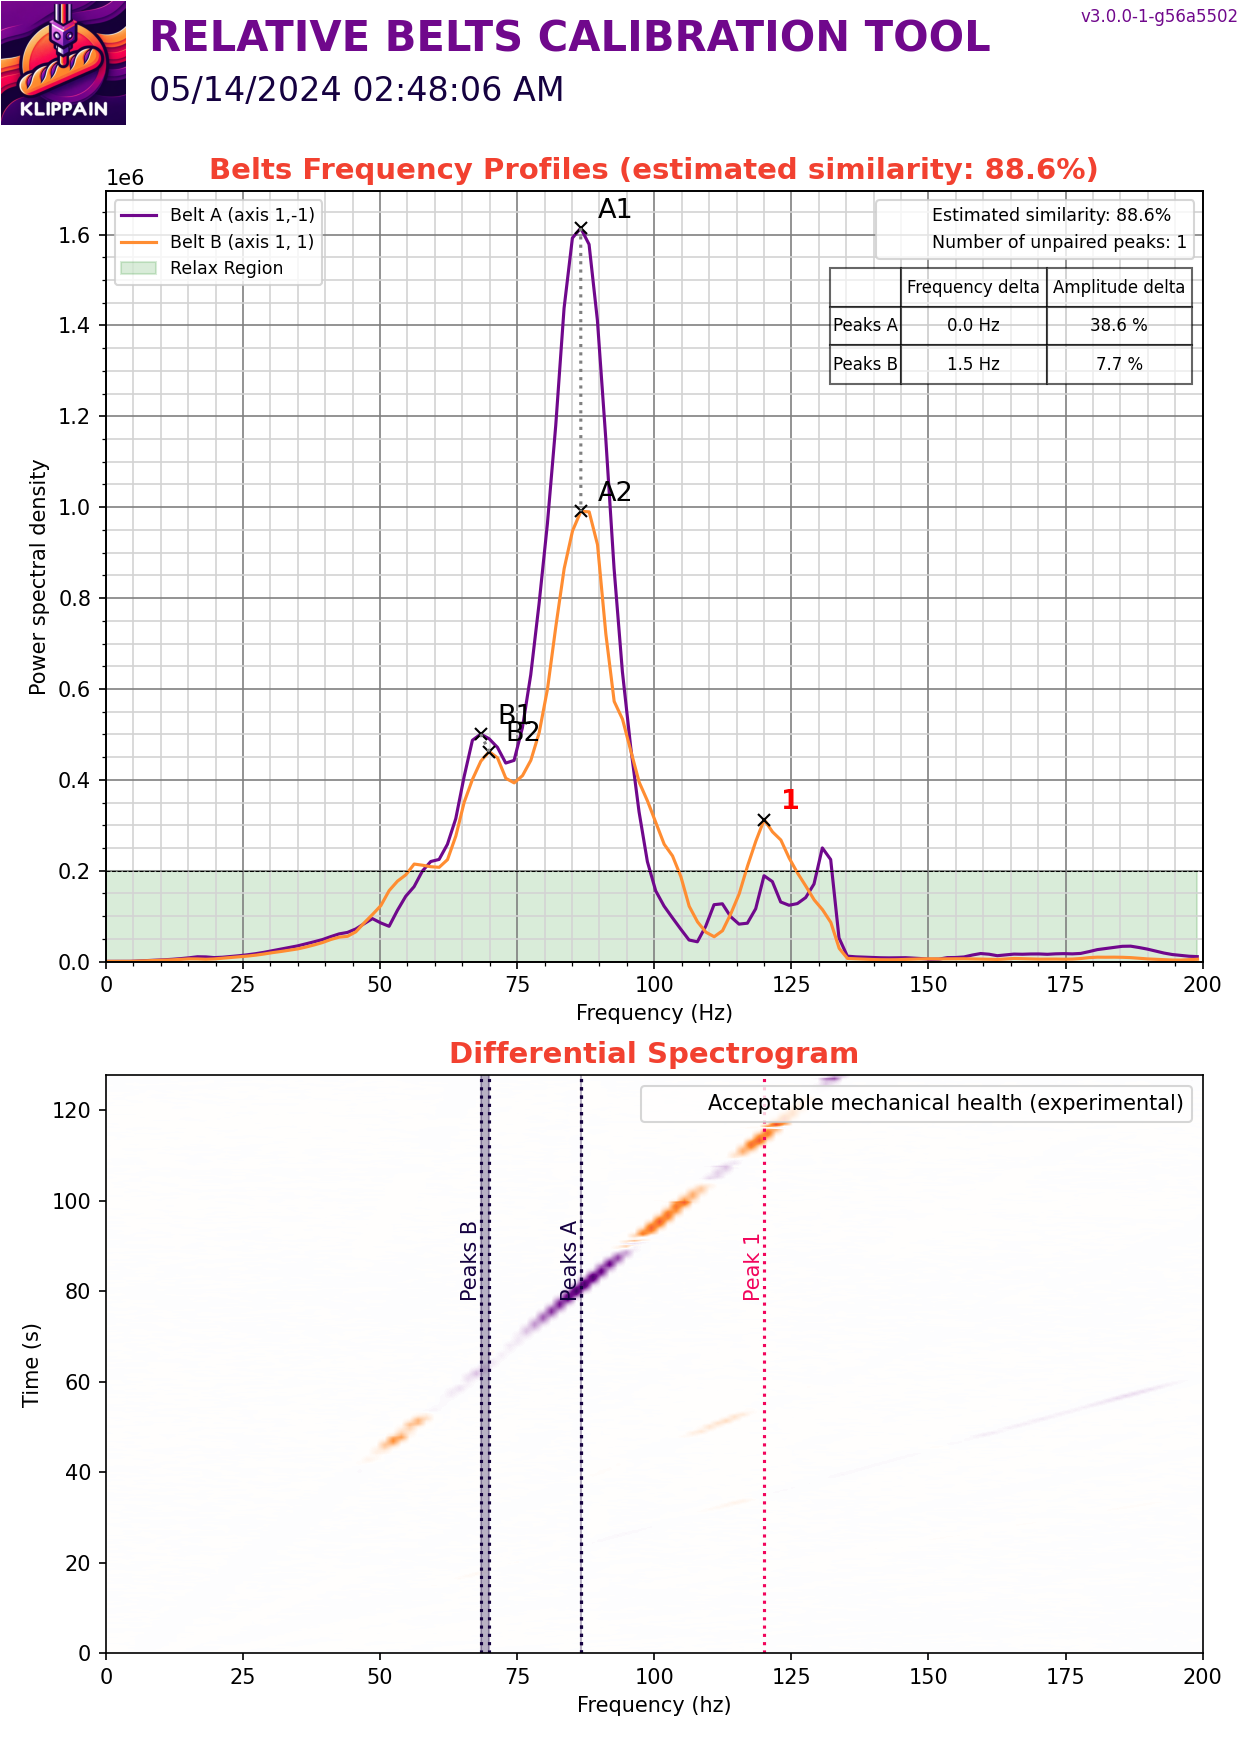 v3.0.0-1-g56a5502
RELATIVE BELTS CALIBRATION TOOL
05/14/2024 02:48:06 AM
KLIPPAIN
Belts Frequency Profiles (estimated similarity: 88.6%)
1e6
Belt A (axis 1,-1)
Belt B (axis 1, 1)
Relax Region
A1
Estimated similarity: 88.6%
Number of unpaired peaks: 1
Frequency delta Amplitude delta
Peaks A 0.0 Hz 38.6 %
Peaks B 1.5 Hz 7.7 %
A2
B1
B2
1
Power spectral density
1.6
1.4
1.2
1.0
0.8
0.6
0.4
0.2
0.0
0 25 50 75 100 125 150 175 200
Frequency (Hz)
Differential Spectrogram
Acceptable mechanical health (experimental)
Peaks B
Peaks A
Peak 1
Time (s)
120
100
80
60
40
20
0
0 25 50 75 100 125 150 175 200
Frequency (hz)